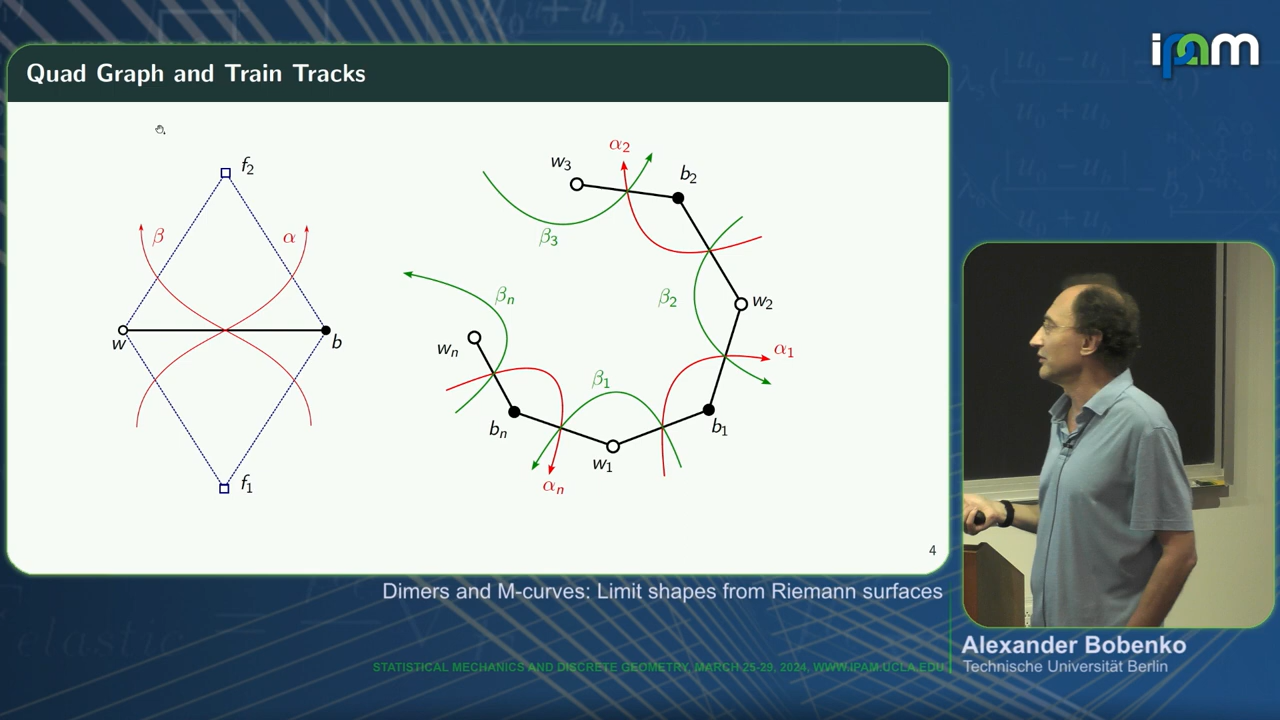 Quad Graph and Train Tracks
ipam
f2
β
α
w
b
f1
α2
w3
b2
β3
βn
β2
w2
wn
α1
β1
bn
b1
w1
αn
4
Dimers and M-curves: Limit shapes from Riemann surfaces
Alexander Bobenko
STATISTICAL MECHANICS AND DISCRETE GEOMETRY, MARCH 25-29, 2024, WWW.IPAM.UCLA.EDU
Technische Universität Berlin